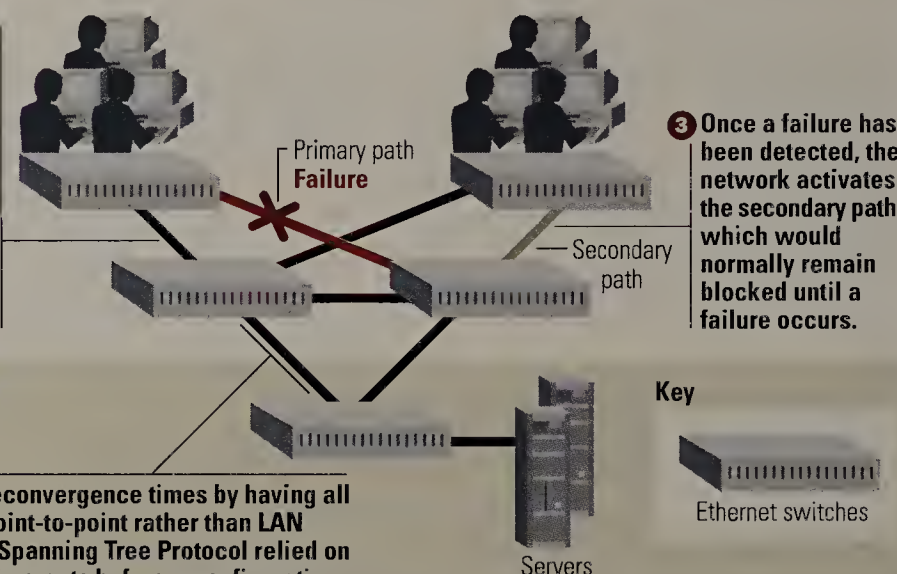 Primary path
Failure
3 Once a failure has
been detected, the
network activates
the secondary path
which would
normally remain
blocked until a
failure occurs.
Secondary
path
Key
Ethernet switches
Servers
econvergence times by having all
oint-to-point rather than LAN
Spanning Tree Protocol relied on